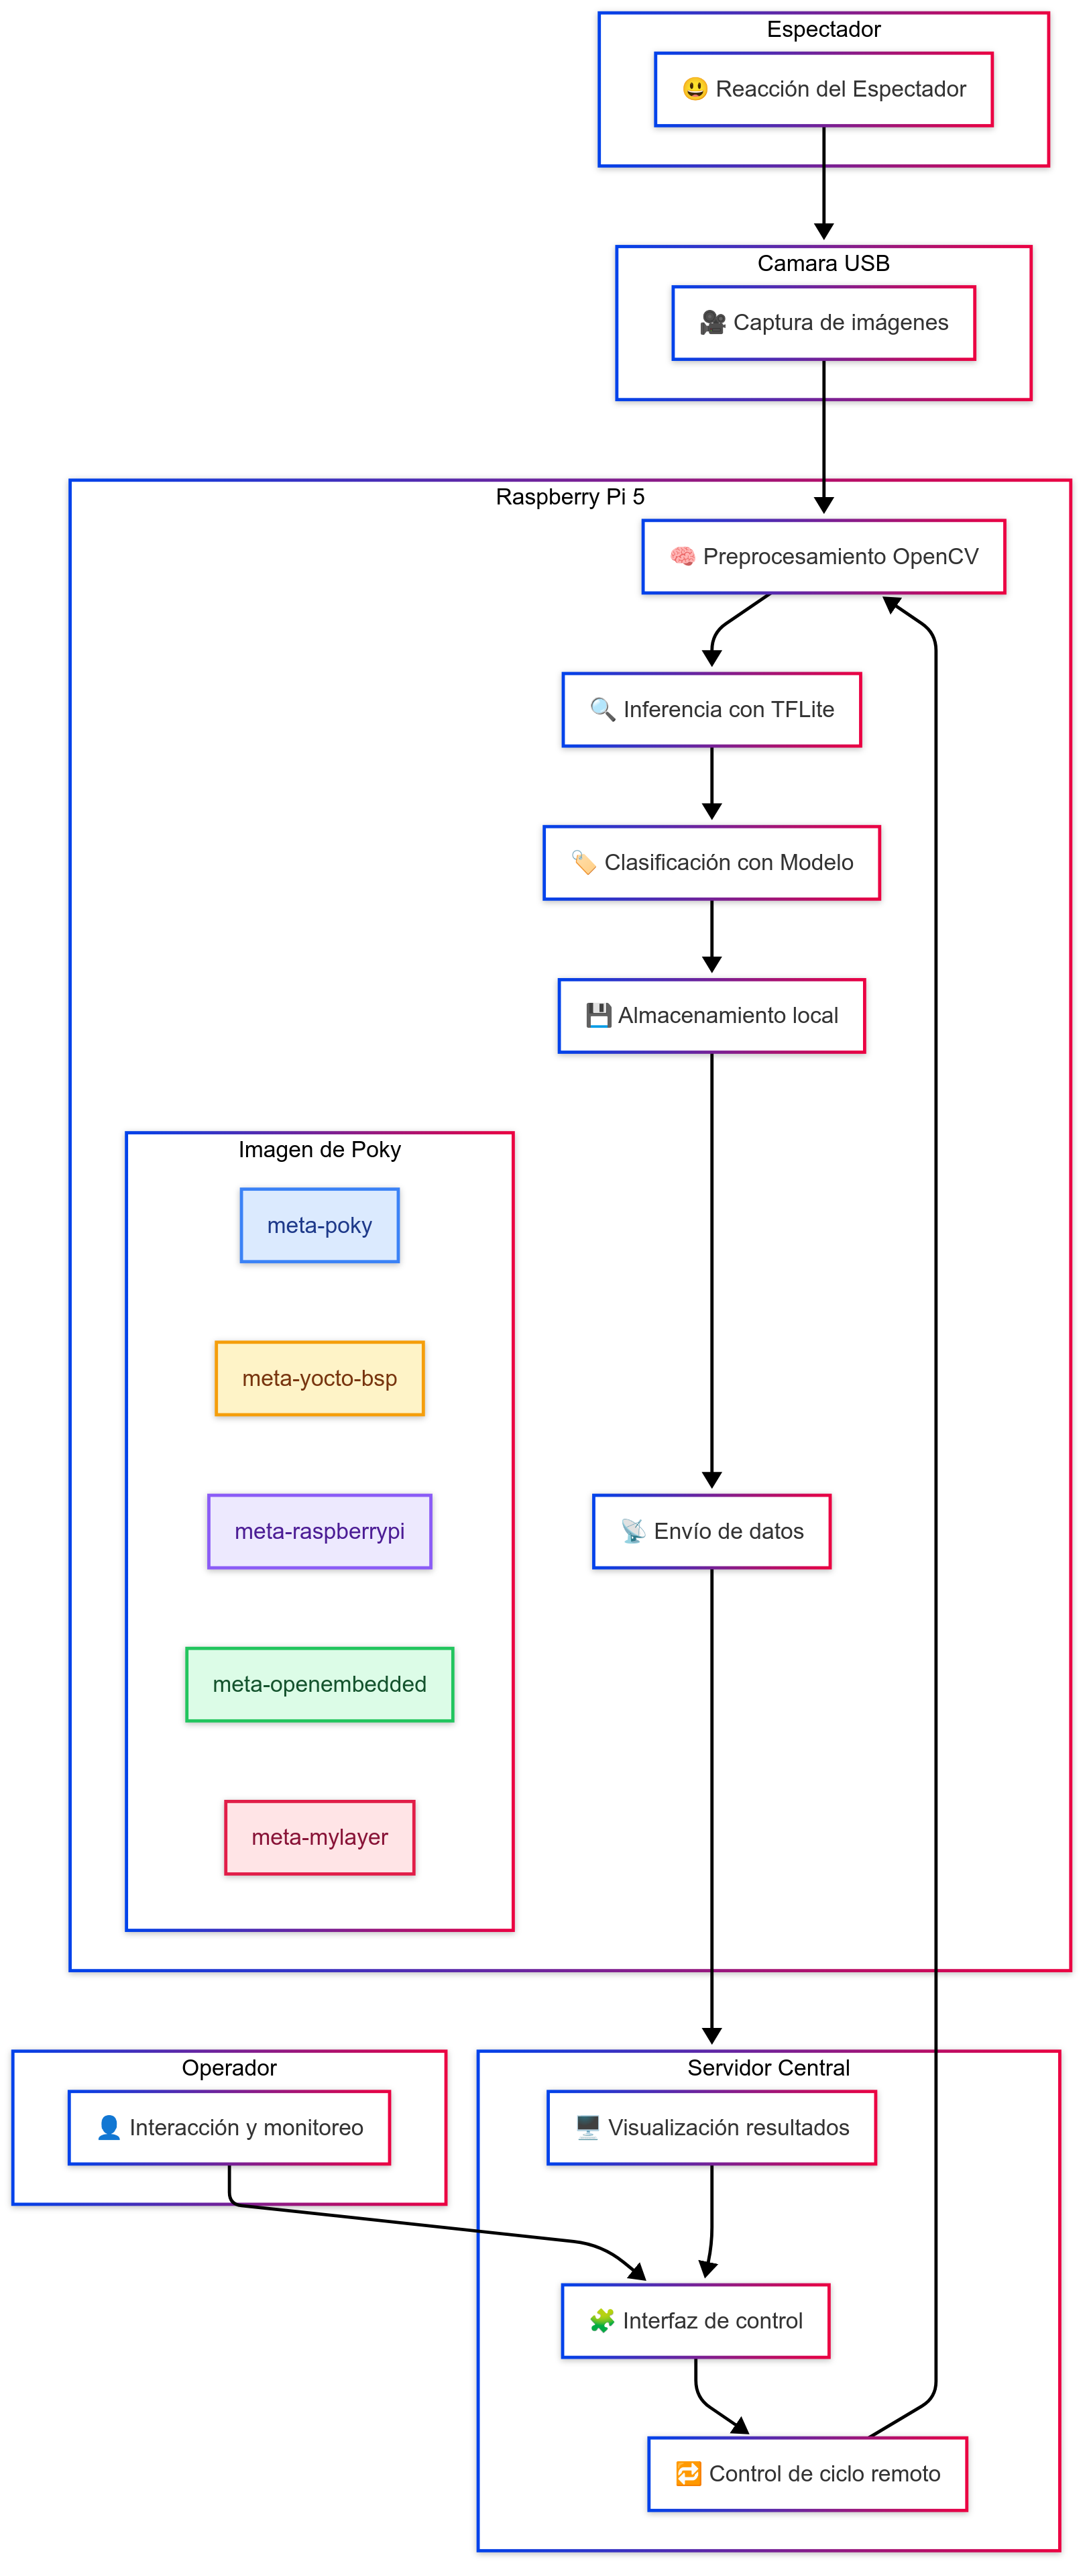 Espectador
😃 Reacción del Espectador
Camara USB
🎥 Captura de imágenes
Raspberry Pi 5
🧠 Preprocesamiento OpenCV
🔍 Inferencia con TFLite
🏷️ Clasificación con Modelo
💾 Almacenamiento local
Imagen de Poky
meta-poky
meta-yocto-bsp
meta-raspberrypi
📡 Envío de datos
meta-openembedded
meta-mylayer
Operador
👤 Interacción y monitoreo
Servidor Central
🖥️ Visualización resultados
🧩 Interfaz de control
🔁 Control de ciclo remoto